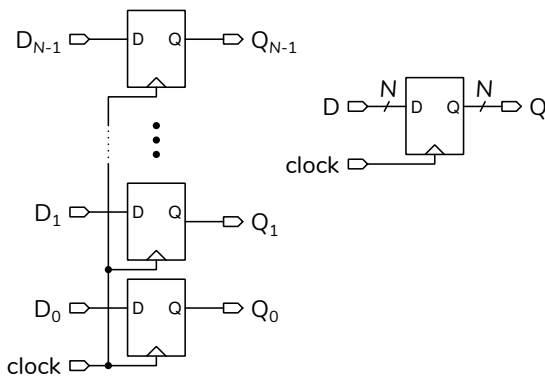 D_{N-1} D Q Q_{N-1}
D_1 D Q Q_1
D_0 D Q Q_0
clock
N N
D D Q Q
clock